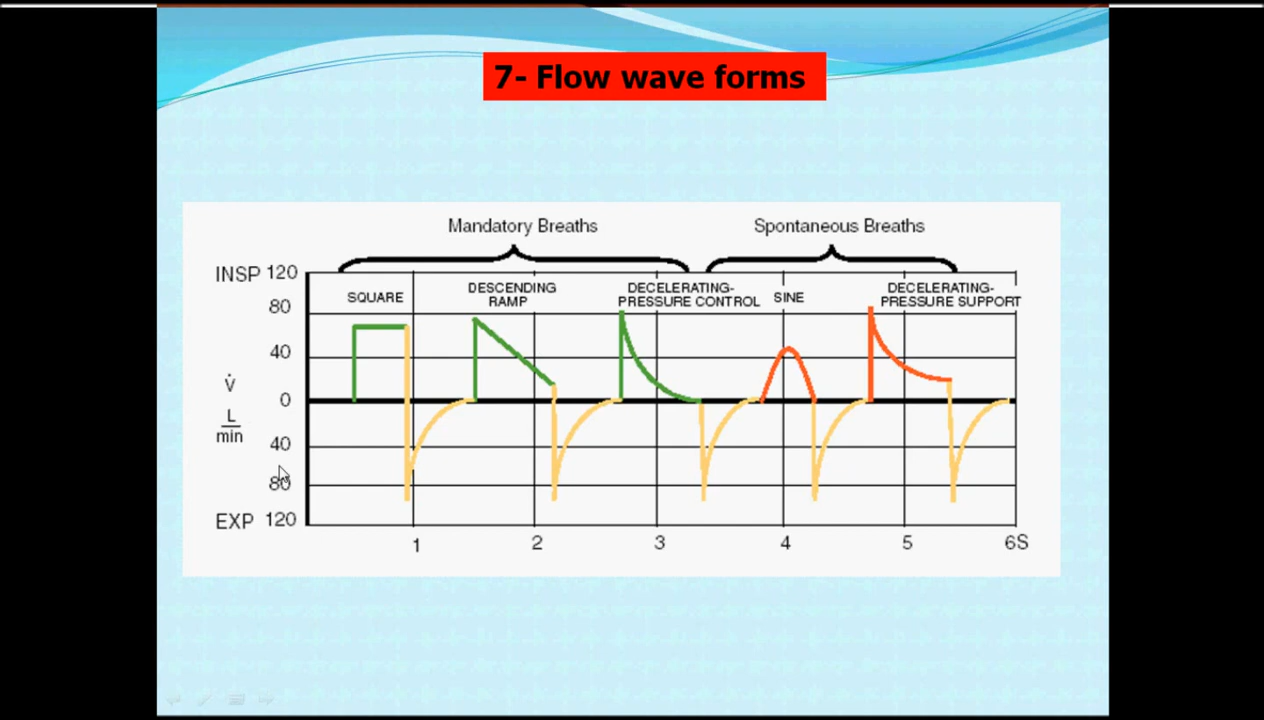 7- Flow wave forms
Mandatory Breaths
Spontaneous Breaths
INSP 120
80
40
0
40
80
EXP 120
V̇
L
min
SQUARE
DESCENDING
RAMP
DECELERATING-
PRESSURE CONTROL
SINE
DECELERATING-
PRESSURE SUPPORT
1
2
3
4
5
6S